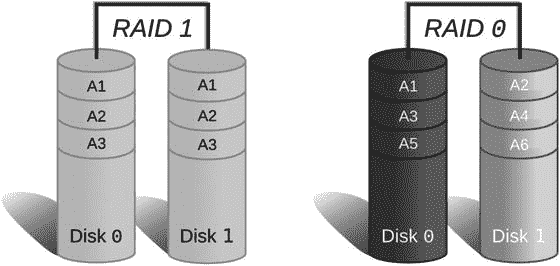 RAID 1
A1 A1
A2 A2
A3 A3
Disk 0 Disk 1
RAID 0
A1 A2
A3 A4
A5 A6
Disk 0 Disk 1